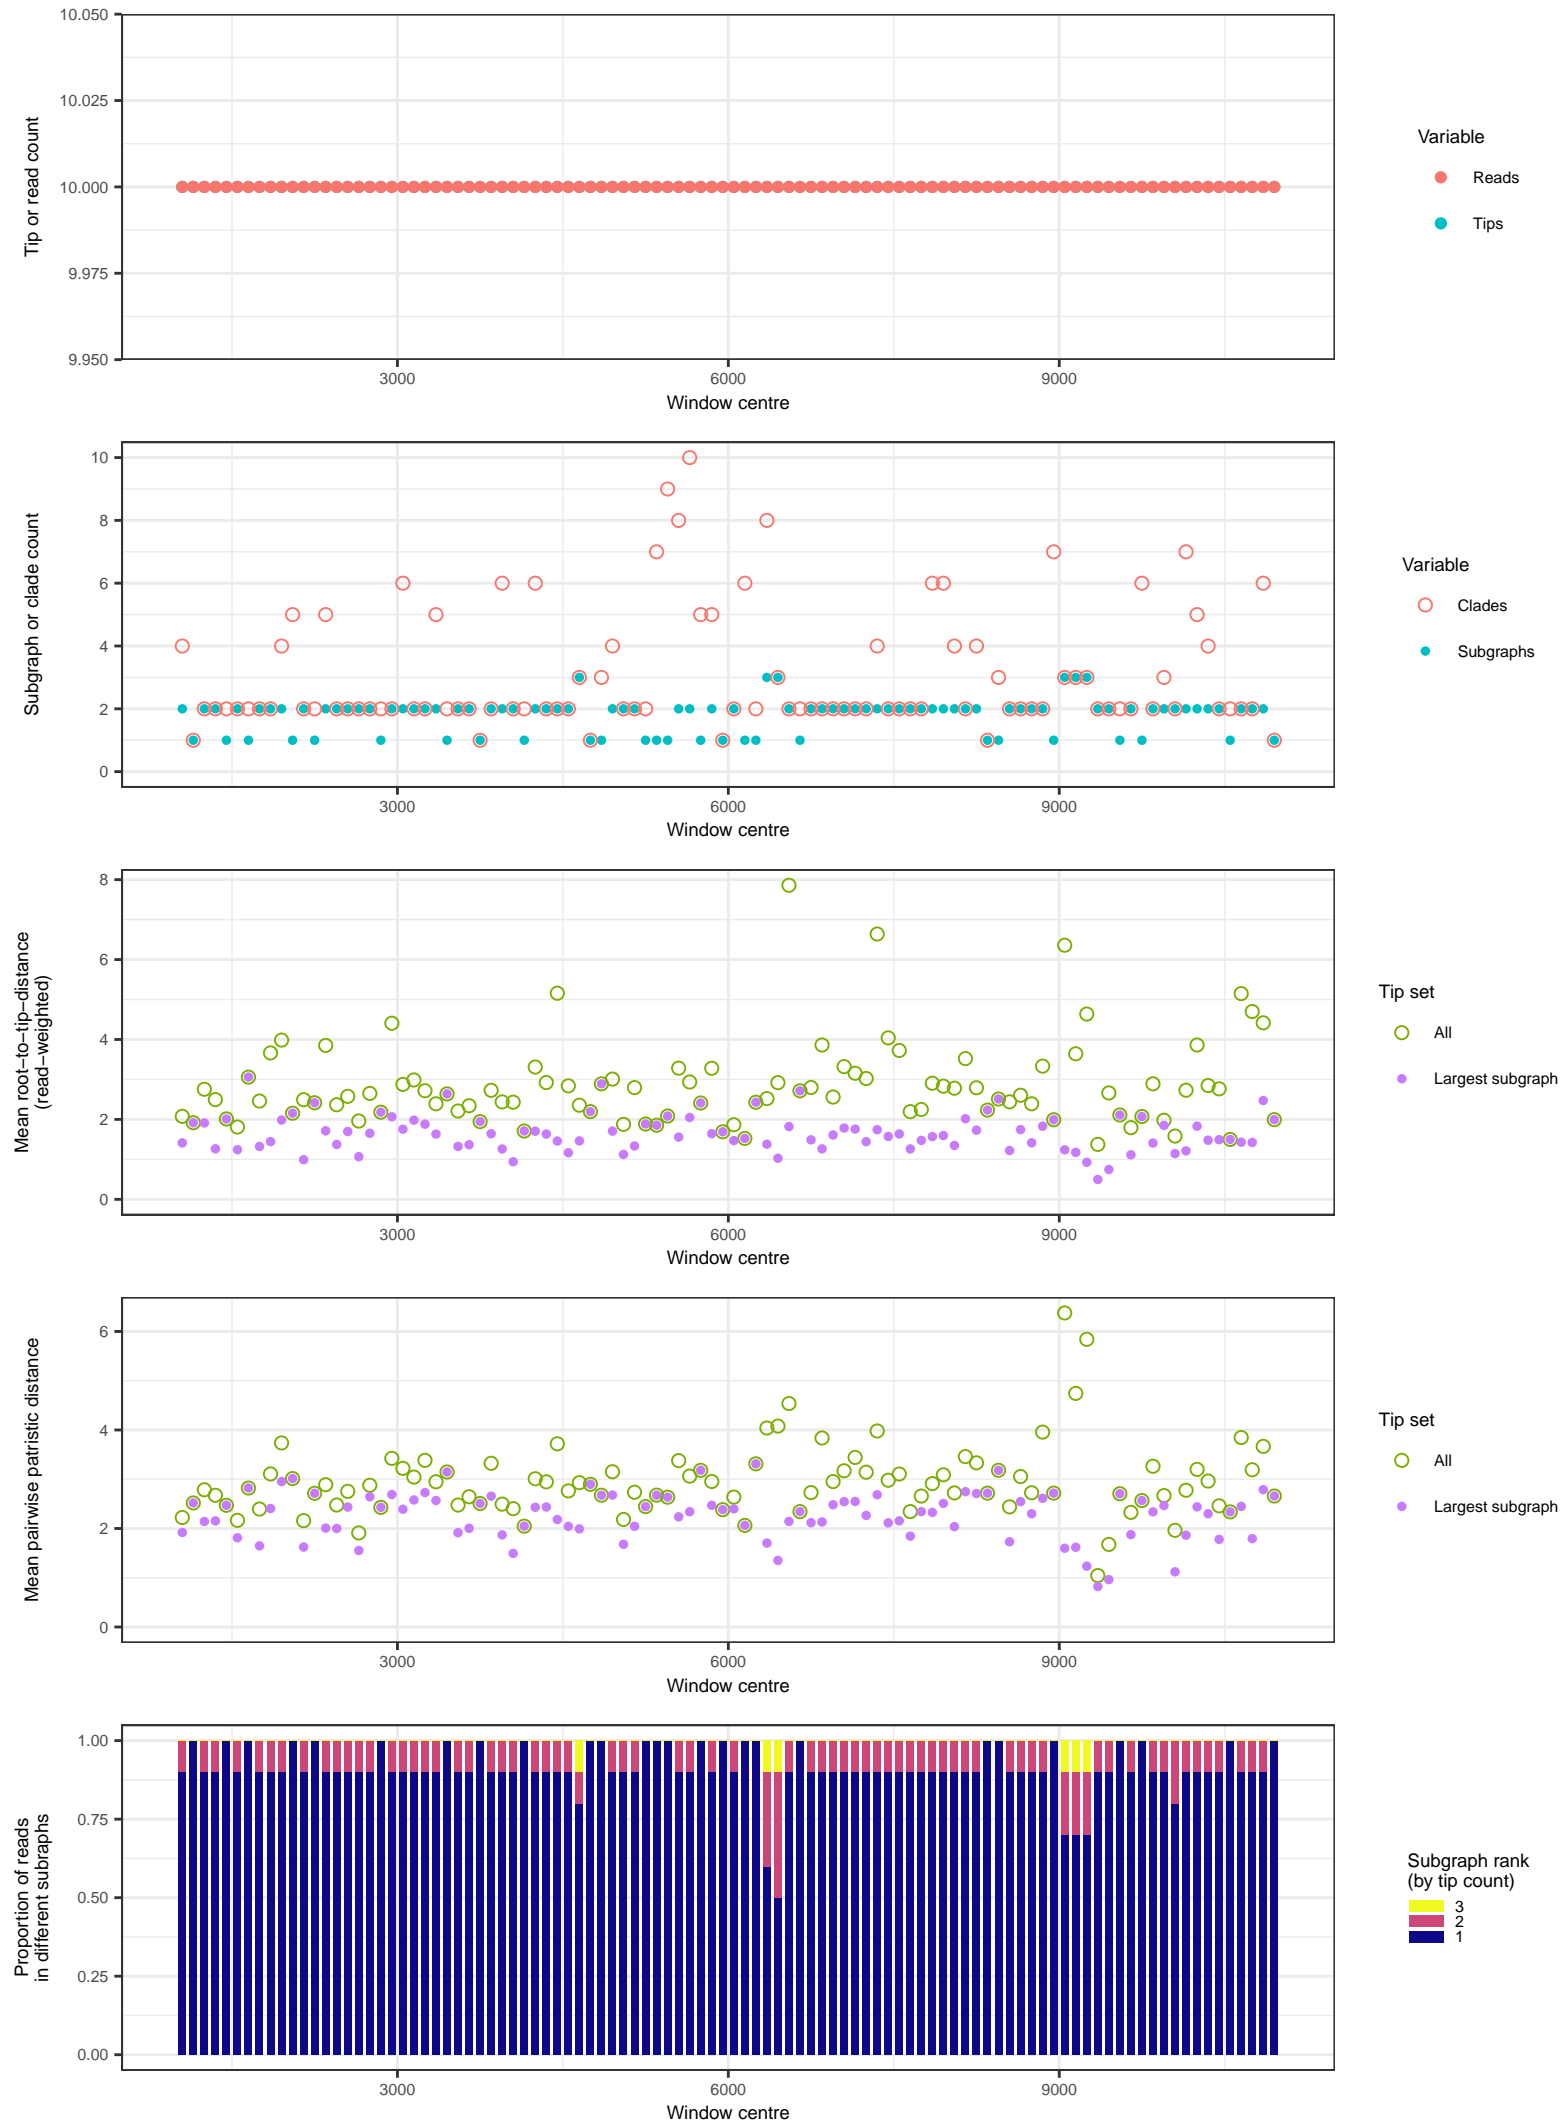 10.050
10.025
10.000
9.975
9.950
Tip or read count
3000 6000 9000
Window centre
Variable
Reads
Tips
10
8
6
4
2
0
Subgraph or clade count
3000 6000 9000
Window centre
Variable
Clades
Subgraphs
8
6
4
2
0
Mean root−to−tip−distance
(read−weighted)
3000 6000 9000
Window centre
Tip set
All
Largest subgraph
6
4
2
0
Mean pairwise patristic distance
3000 6000 9000
Window centre
Tip set
All
Largest subgraph
1.00
0.75
0.50
0.25
0.00
Proportion of reads
in different subraphs
3000 6000 9000
Window centre
Subgraph rank
(by tip count)
3
2
1